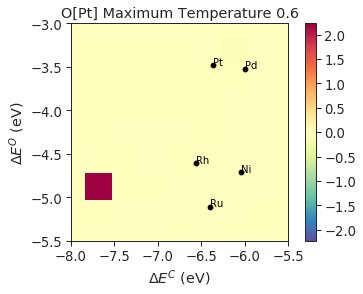 O[Pt] Maximum Temperature 0.6
−3.0
−3.5
−4.0
−4.5
−5.0
−5.5
ΔE^O (eV)
Pt
Pd
Rh
Ni
Ru
−8.0 −7.5 −7.0 −6.5 −6.0 −5.5
ΔE^C (eV)
2.0
1.5
1.0
0.5
0.0
−0.5
−1.0
−1.5
−2.0